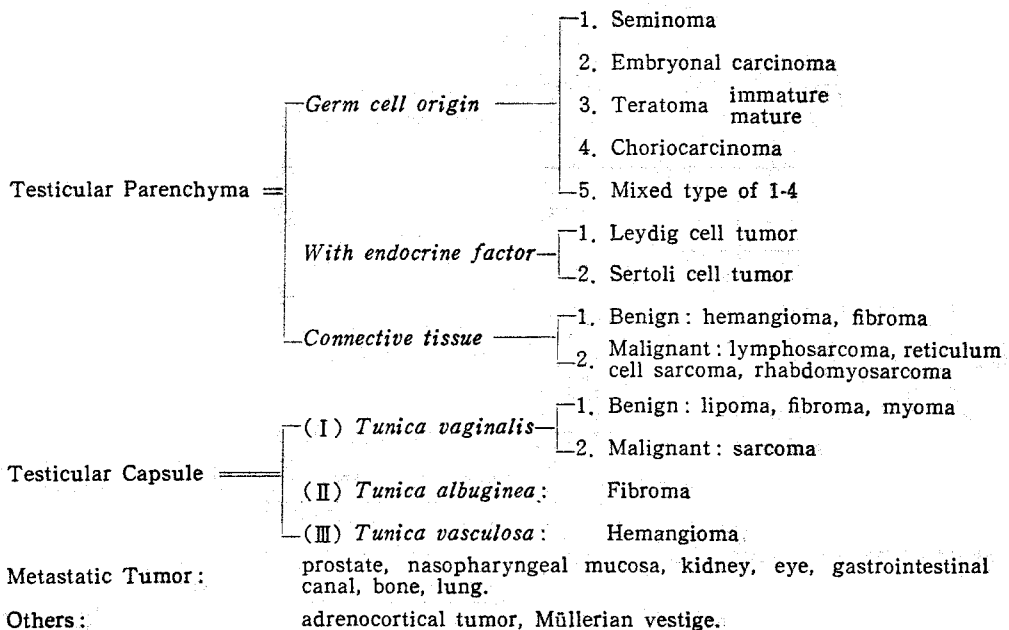 1. Seminoma
2. Embryonal carcinoma
Germ cell origin
3. Teratoma immature
mature
4. Choriocarcinoma
Testicular Parenchyma
5. Mixed type of 1-4
1. Leydig cell tumor
With endocrine factor
2. Sertoli cell tumor
1. Benign: hemangioma, fibroma
Connective tissue
2. Malignant: lymphosarcoma, reticulum
cell sarcoma, rhabdomyosarcoma
1. Benign: lipoma, fibroma, myoma
(I) Tunica vaginalis
2. Malignant: sarcoma
Testicular Capsule
(II) Tunica albuginea: Fibroma
(III) Tunica vasculosa: Hemangioma
Metastatic Tumor: prostate, nasopharyngeal mucosa, kidney, eye, gastrointestinal
canal, bone, lung.
Others: adrenocortical tumor, Müllerian vestige.